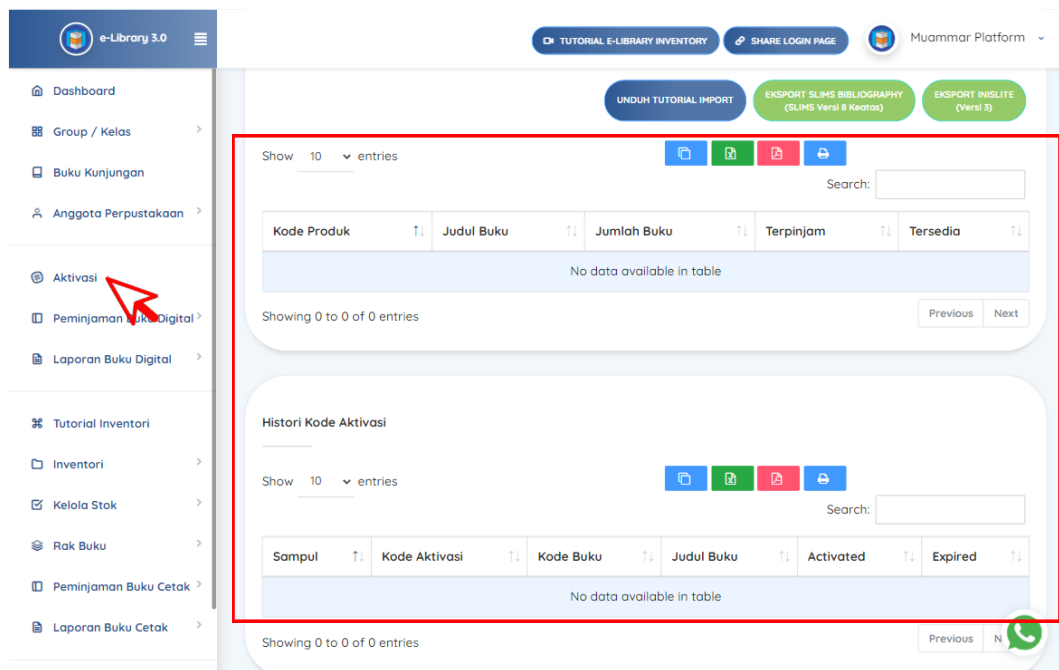 e-Library 3.0
TUTORIAL E-LIBRARY INVENTORY
SHARE LOGIN PAGE
Muammar Platform
Dashboard
Group / Kelas
Buku Kunjungan
Anggota Perpustakaan
Aktivasi
Peminjaman Buku Digital
Laporan Buku Digital
Tutorial Inventori
Inventori
Kelola Stok
Rak Buku
Peminjaman Buku Cetak
Laporan Buku Cetak
UNDUH TUTORIAL IMPORT
EKSPORT SLIMS BIBLIOGRAPHY
(SLIMS Versi 8 Keatas)
EKSPORT INISLITE
(Versi 3)
Show 10 entries
Search:
Kode Produk Judul Buku Jumlah Buku Terpinjam Tersedia
No data available in table
Showing 0 to 0 of 0 entries
Previous Next
Histori Kode Aktivasi
Show 10 entries
Search:
Sampul Kode Aktivasi Kode Buku Judul Buku Activated Expired
No data available in table
Showing 0 to 0 of 0 entries
Previous